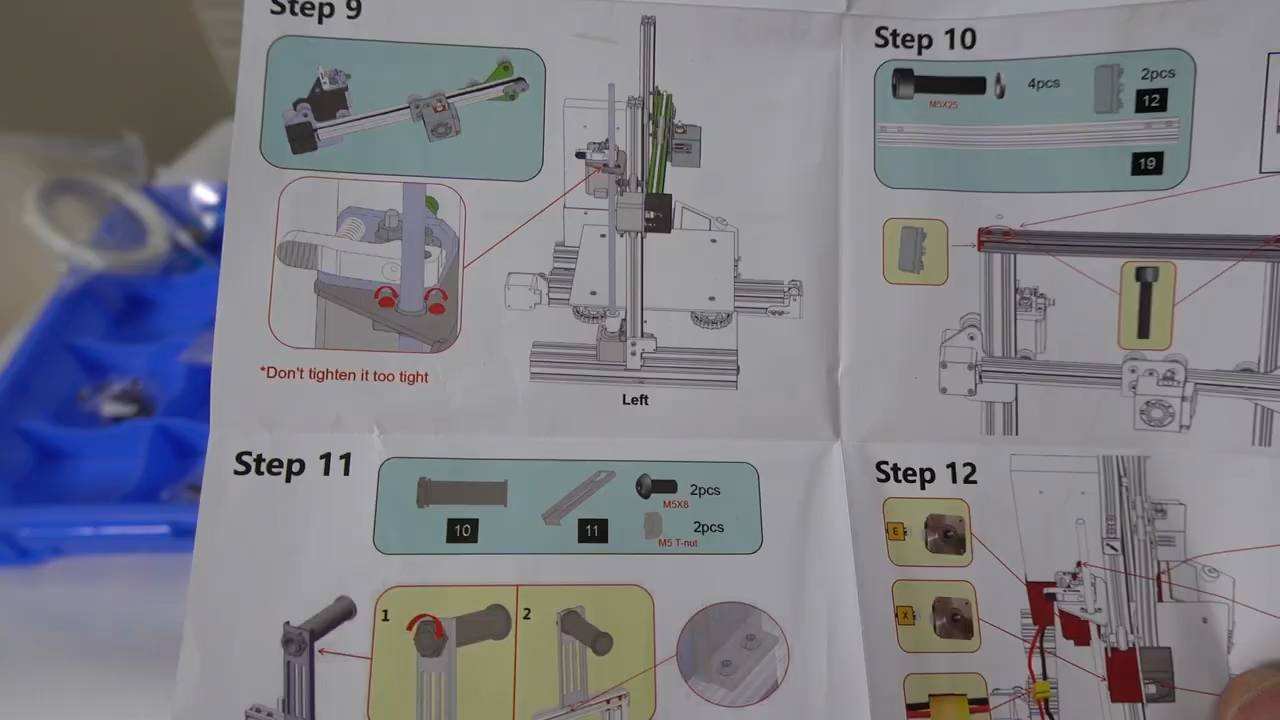 Step 9
*Don't tighten it too tight
Left
Step 10
M5X25
4pcs
2pcs
12
19
Step 11
10
11
2pcs
M5X8
2pcs
M5 T-nut
1
2
Step 12
E
X